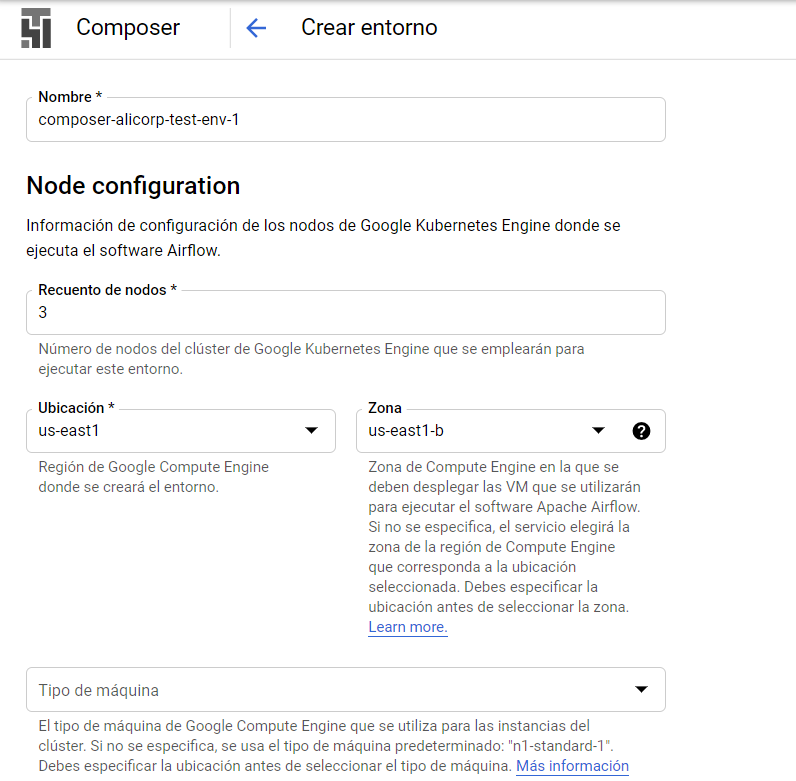 Composer
Crear entorno
Nombre *
composer-alicorp-test-env-1
Node configuration
Información de configuración de los nodos de Google Kubernetes Engine donde se
ejecuta el software Airflow.
Recuento de nodos *
3
Número de nodos del clúster de Google Kubernetes Engine que se emplearán para
ejecutar este entorno.
Ubicación *
us-east1
Región de Google Compute Engine
donde se creará el entorno.
Zona
us-east1-b
Zona de Compute Engine en la que se
deben desplegar las VM que se utilizarán
para ejecutar el software Apache Airflow.
Si no se especifica, el servicio elegirá la
zona de la región de Compute Engine
que corresponda a la ubicación
seleccionada. Debes especificar la
ubicación antes de seleccionar la zona.
Learn more.
Tipo de máquina
El tipo de máquina de Google Compute Engine que se utiliza para las instancias del
clúster. Si no se especifica, se usa el tipo de máquina predeterminado: "n1-standard-1".
Debes especificar la ubicación antes de seleccionar el tipo de máquina. Más información